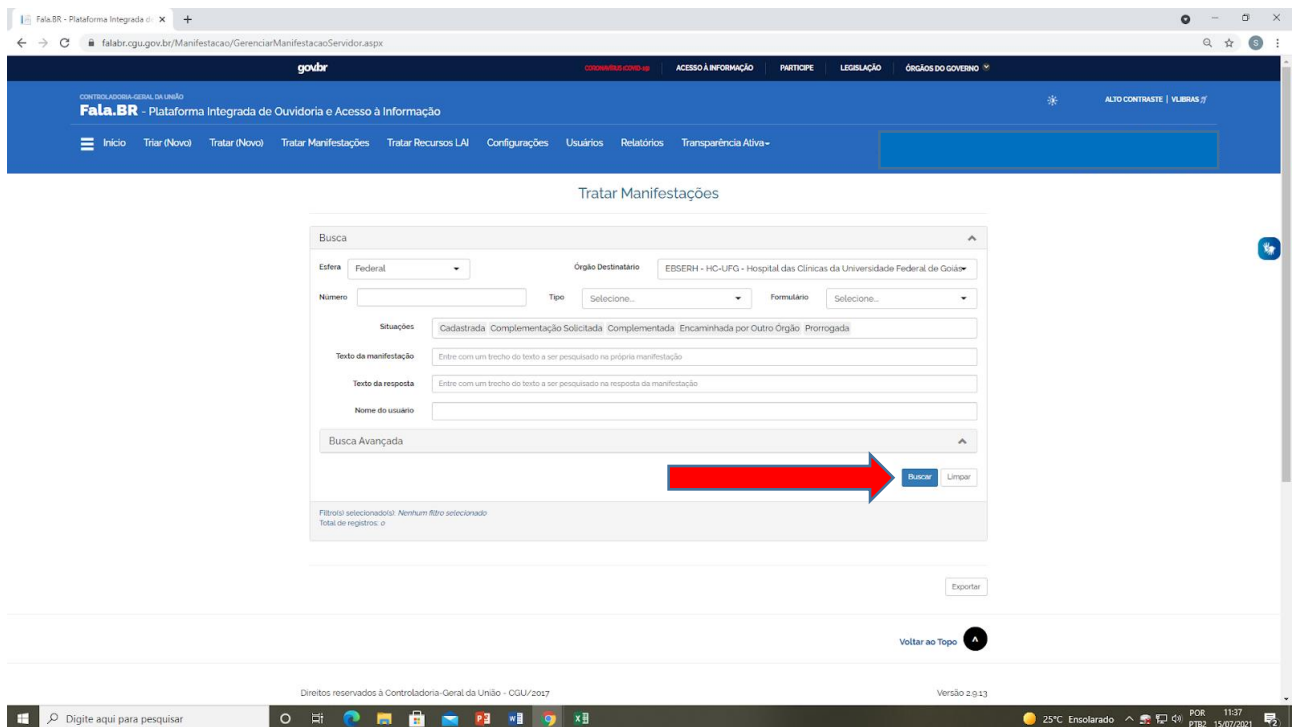 Fala.BR - Plataforma Integrada d
falabr.cgu.gov.br/Manifestacao/GerenciarManifestacaoServidor.aspx
S
govbr
CORONAVÍRUS (COVID-19) ACESSO À INFORMAÇÃO PARTICIPE LEGISLAÇÃO ÓRGÃOS DO GOVERNO
CONTROLADORIA-GERAL DA UNIÃO
Fala.BR - Plataforma Integrada de Ouvidoria e Acesso à Informação
ALTO CONTRASTE | VLIBRAS
Início Triar (Novo) Tratar (Novo) Tratar Manifestações Tratar Recursos LAI Configurações Usuários Relatórios Transparência Ativa
Tratar Manifestações
Busca
Esfera Federal Órgão Destinatário EBSERH - HC-UFG - Hospital das Clínicas da Universidade Federal de Goiás
Número Tipo Selecione... Formulário Selecione...
Situações Cadastrada Complementação Solicitada Complementada Encaminhada por Outro Órgão Prorrogada
Texto da manifestação Entre com um trecho do texto a ser pesquisado na própria manifestação
Texto da resposta Entre com um trecho do texto a ser pesquisado na resposta da manifestação
Nome do usuário
Busca Avançada
Buscar Limpar
Filtro(s) selecionado(s): Nenhum filtro selecionado
Total de registros: 0
Exportar
Voltar ao Topo
Direitos reservados à Controladoria-Geral da União - CGU/2017 Versão 2.9.13
Digite aqui para pesquisar
25°C Ensolarado
POR 11:37
PTB2 15/07/2021
2